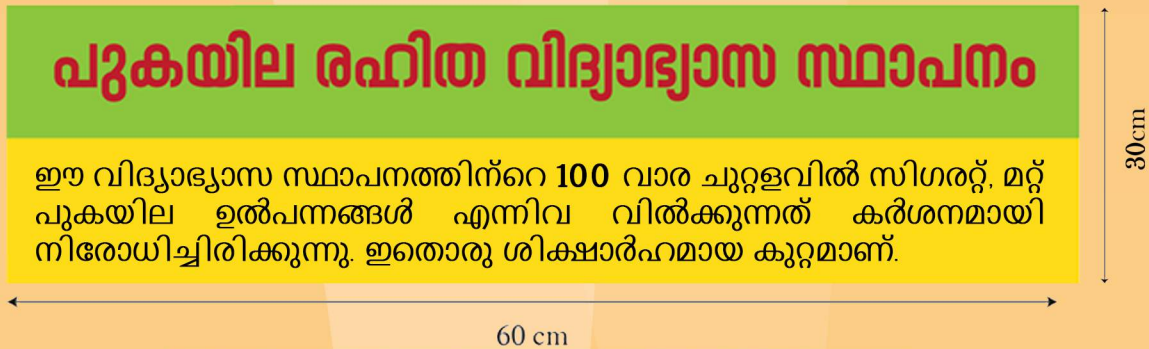 പുകയില രഹിത വിദ്യാഭ്യാസ സ്ഥാപനം
ഈ വിദ്യാഭ്യാസ സ്ഥാപനത്തിന്റെ 100 വാര ചുറ്റളവിൽ സിഗരറ്റ്, മറ്റ്
പുകയില ഉൽപന്നങ്ങൾ എന്നിവ വിൽക്കുന്നത് കർശനമായി
നിരോധിച്ചിരിക്കുന്നു. ഇതൊരു ശിക്ഷാർഹമായ കുറ്റമാണ്.
30cm
60 cm